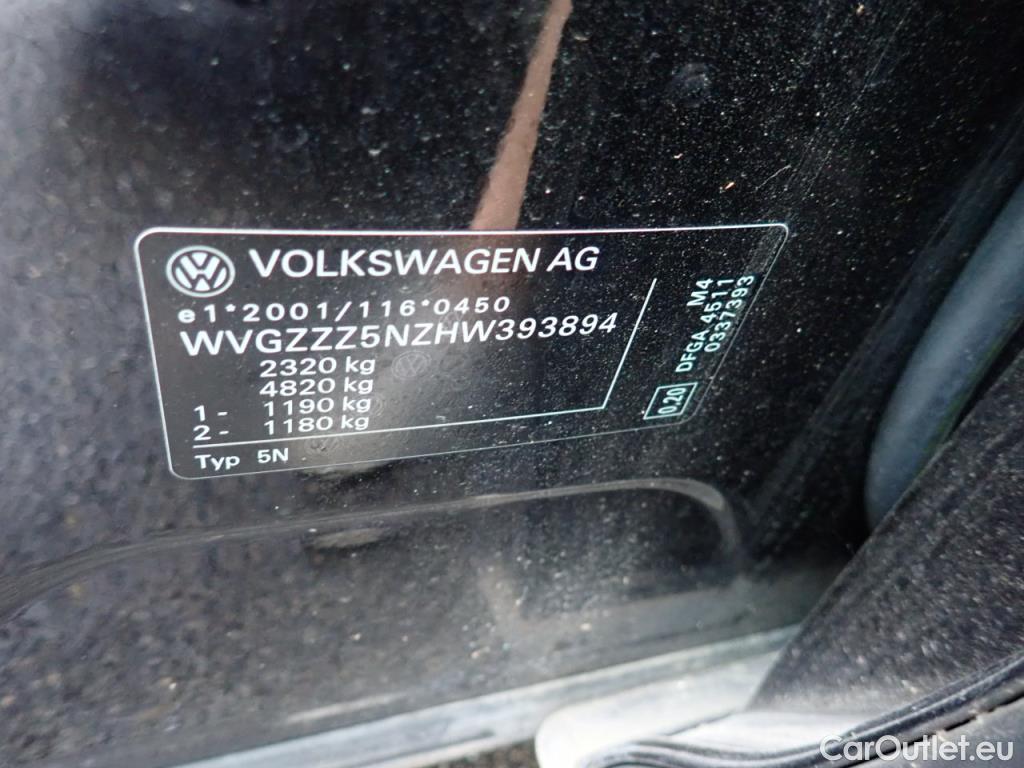 VOLKSWAGEN AG
e1*2001/116*0450
WVGZZZ5NZHW393894
2320 kg
4820 kg
1 - 1190 kg
2 - 1180 kg
Typ 5N
M4
DFGA 4511
0337393
0.20
CarOutlet.eu